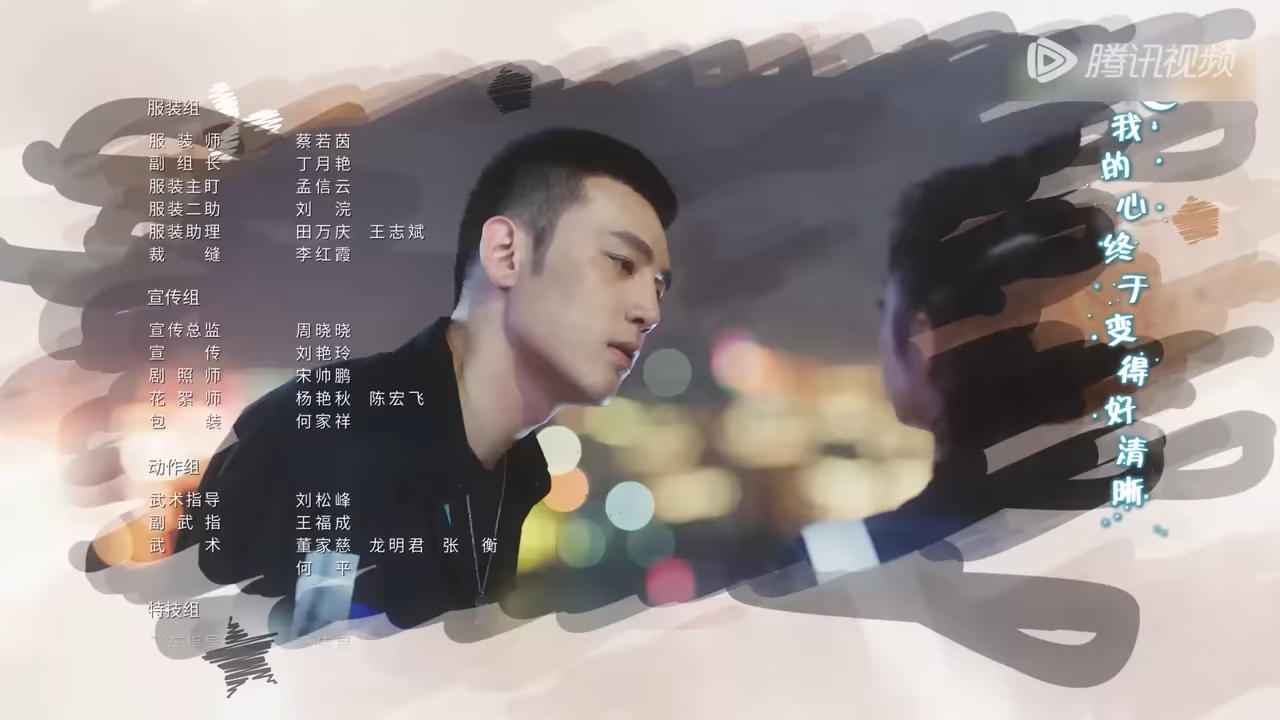 腾讯视频
服装组
服装师 蔡若茵
副组长 丁月艳
服装主盯 孟信云
服装二助 刘浣
服装助理 田万庆 王志斌
裁缝 李红霞
宣传组
宣传总监 周晓晓
宣传 刘艳玲
剧照师 宋帅鹏
花絮师 杨艳秋 陈宏飞
包装 何家祥
动作组
武术指导 刘松峰
副武指 王福成
武术 董家慈 龙明君 张衡
何平
特技组
我的心终于变得好清晰